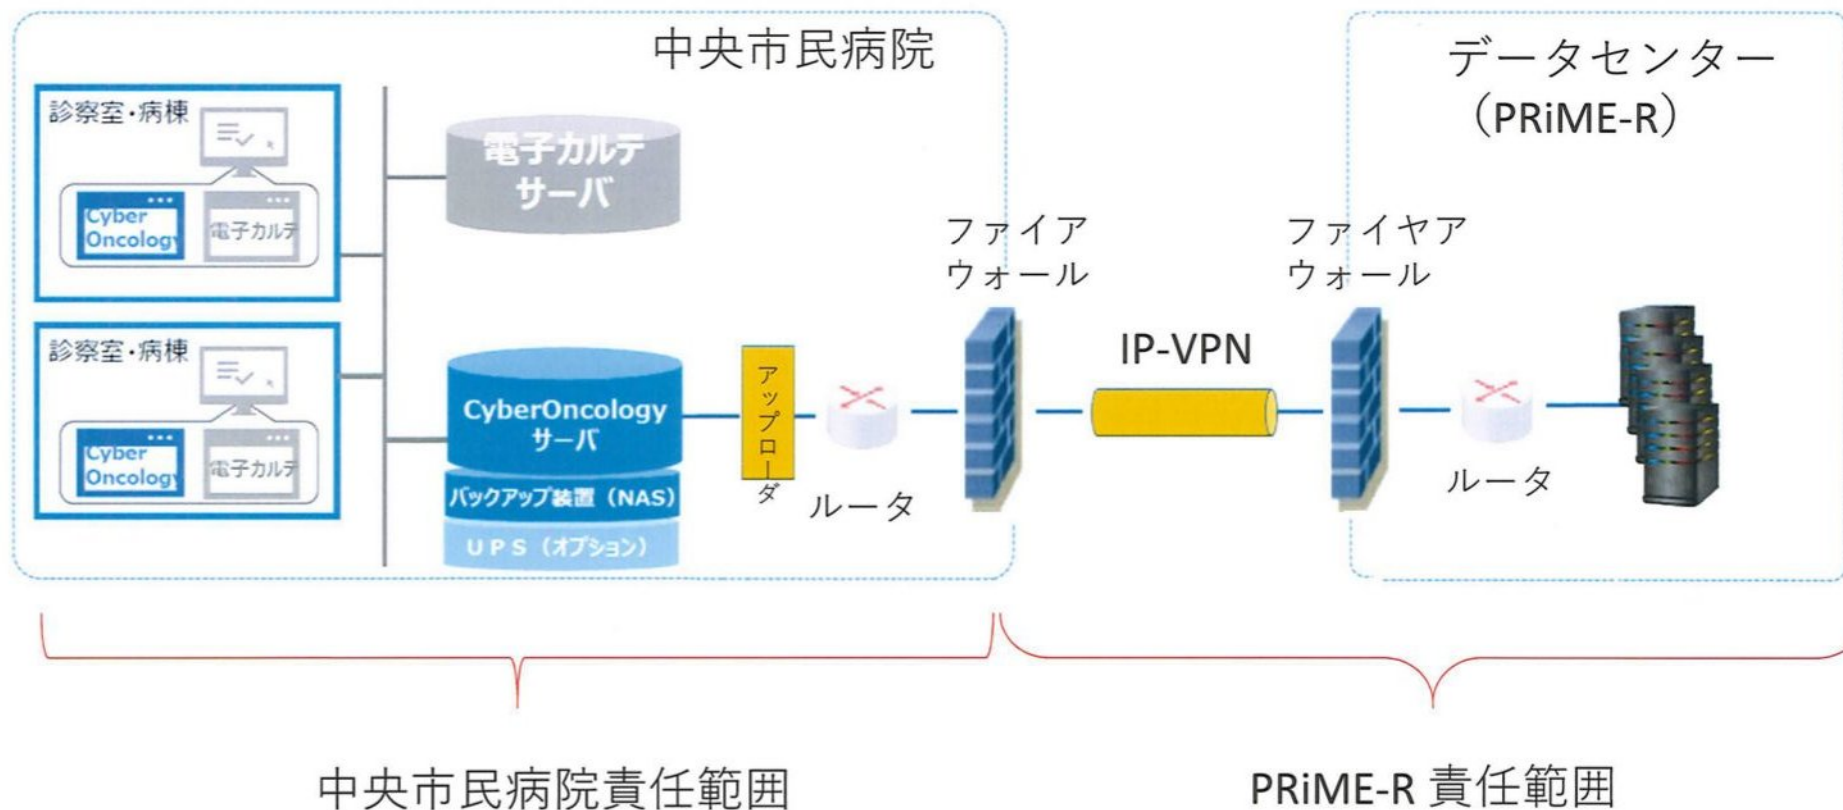 中央市民病院
データセンター
（PRiME-R）
診察室・病棟
Cyber
Oncology
電子カルテ
電子カルテ
サーバ
診察室・病棟
Cyber
Oncology
電子カルテ
CyberOncology
サーバ
バックアップ装置（NAS）
UPS（オプション）
アップローダ
ルータ
ファイア
ウォール
IP-VPN
ファイヤア
ウォール
ルータ
中央市民病院責任範囲
PRiME-R 責任範囲